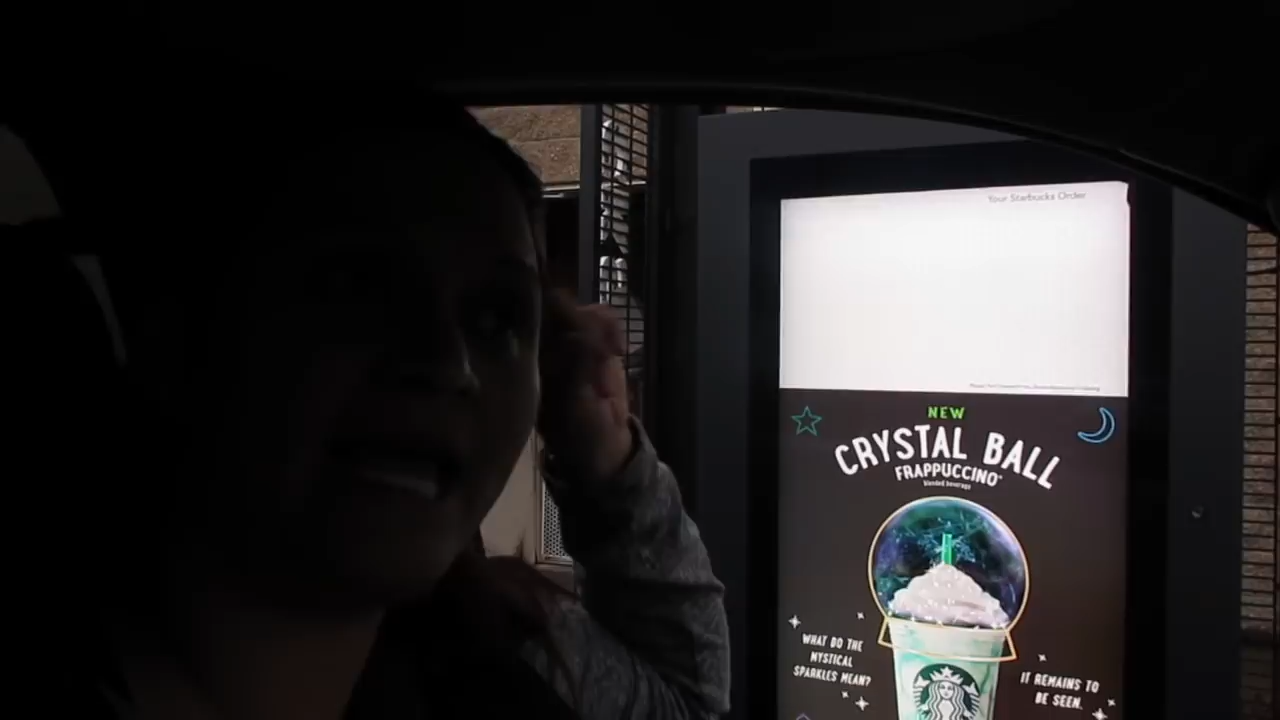 Your Starbucks Order
NEW
CRYSTAL BALL
FRAPPUCCINO
blended beverage
WHAT DO THE
MYSTICAL
SPARKLES MEAN?
IT REMAINS TO
BE SEEN.